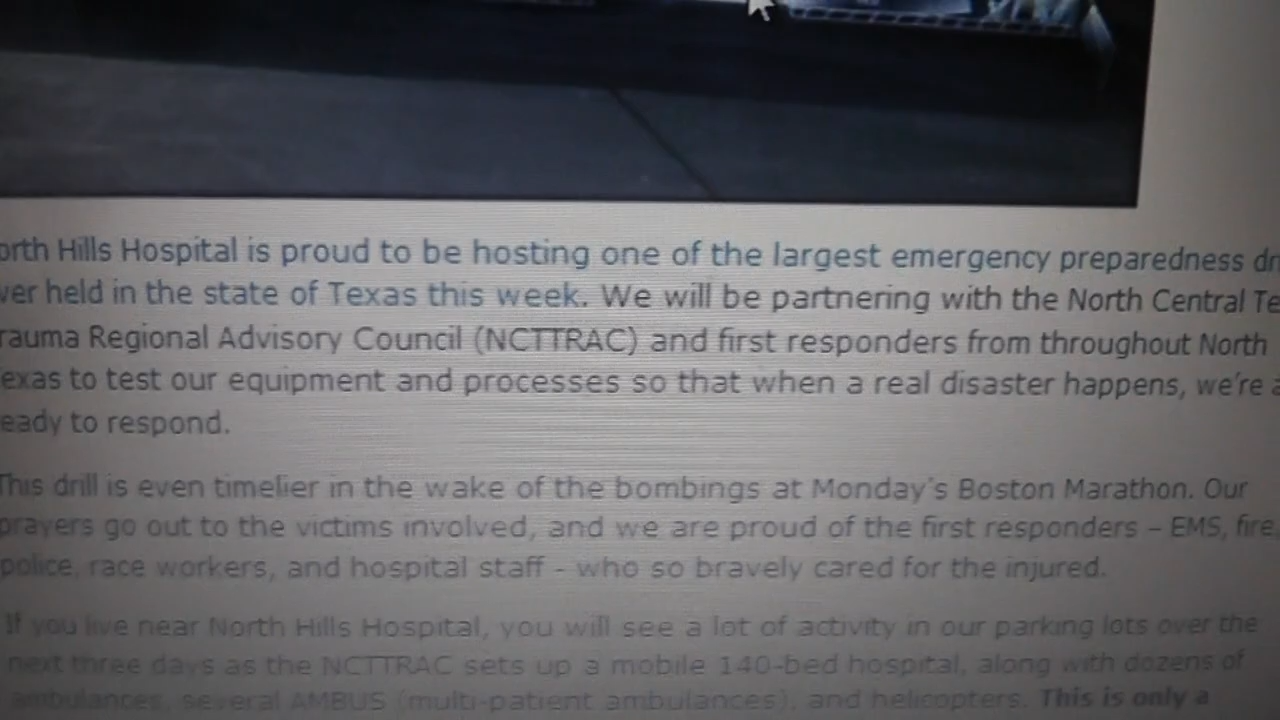 orth Hills Hospital is proud to be hosting one of the largest emergency preparedness dr
ver held in the state of Texas this week. We will be partnering with the North Central Te
rauma Regional Advisory Council (NCTTRAC) and first responders from throughout North
exas to test our equipment and processes so that when a real disaster happens, we're a
eady to respond.
This drill is even timelier in the wake of the bombings at Monday's Boston Marathon. Our
prayers go out to the victims involved, and we are proud of the first responders – EMS, fire,
police, race workers, and hospital staff - who so bravely cared for the injured.
If you live near North Hills Hospital, you will see a lot of activity in our parking lots over the
next three days as the NCTTRAC sets up a mobile 140-bed hospital, along with dozens of
ambulances, several AMBUS (multi-patient ambulances), and helicopters. This is only a